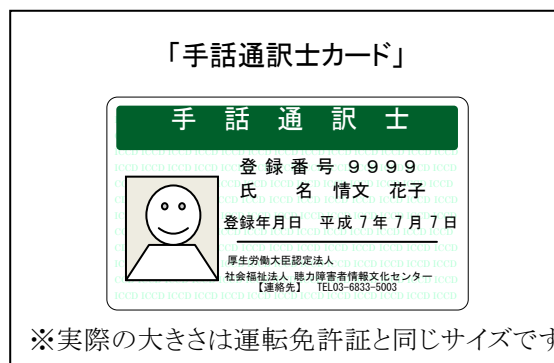 「手話通訳士カード」
手話通訳士
登録番号 9999
氏 名 情文 花子
登録年月日 平成7年7月7日
厚生労働大臣認定法人
社会福祉法人 聴力障害者情報文化センター
【連絡先】 TEL03-6833-5003
※実際の大きさは運転免許証と同じサイズです